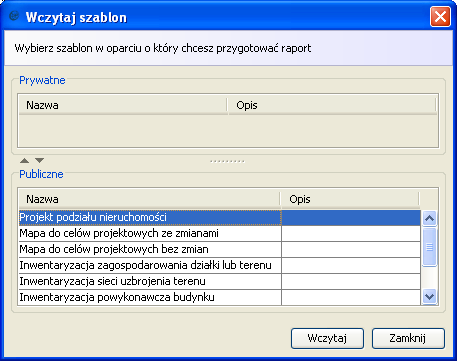 Wczytaj szablon
Wybierz szablon w oparciu o który chcesz przygotować raport
Prywatne
Nazwa Opis
Publiczne
Nazwa Opis
Projekt podziału nieruchomości
Mapa do celów projektowych ze zmianami
Mapa do celów projektowych bez zmian
Inwentaryzacja zagospodarowania działki lub terenu
Inwentaryzacja sieci uzbrojenia terenu
Inwentaryzacja powykonawcza budynku
Wczytaj Zamknij